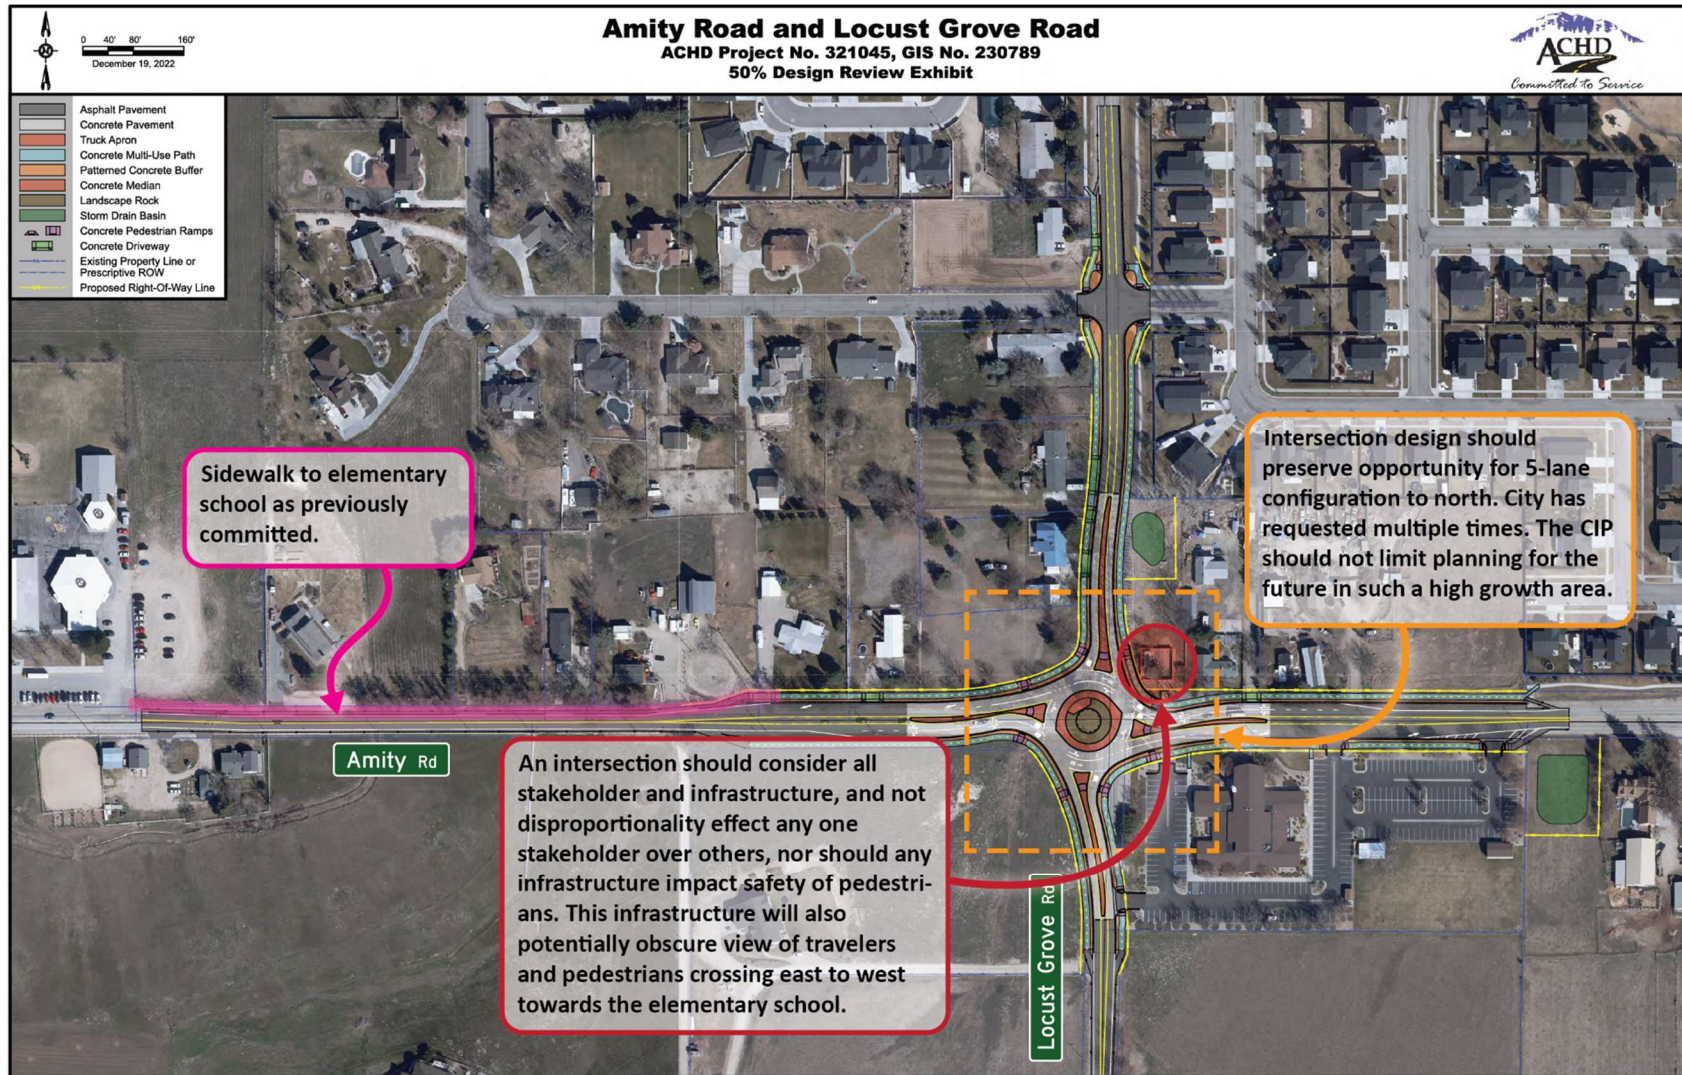 0 40' 80' 160'
December 19, 2022
Amity Road and Locust Grove Road
ACHD Project No. 321045, GIS No. 230789
50% Design Review Exhibit
ACHD
Committed to Service
Asphalt Pavement
Concrete Pavement
Truck Apron
Concrete Multi-Use Path
Patterned Concrete Buffer
Concrete Median
Landscape Rock
Storm Drain Basin
Concrete Pedestrian Ramps
Concrete Driveway
Existing Property Line or
Prescriptive ROW
Proposed Right-Of-Way Line
Sidewalk to elementary
school as previously
committed.
Intersection design should
preserve opportunity for 5-lane
configuration to north. City has
requested multiple times. The CIP
should not limit planning for the
future in such a high growth area.
Amity Rd
An intersection should consider all
stakeholder and infrastructure, and not
disproportionality effect any one
stakeholder over others, nor should any
infrastructure impact safety of pedestri-
ans. This infrastructure will also
potentially obscure view of travelers
and pedestrians crossing east to west
towards the elementary school.
Locust Grove Rd